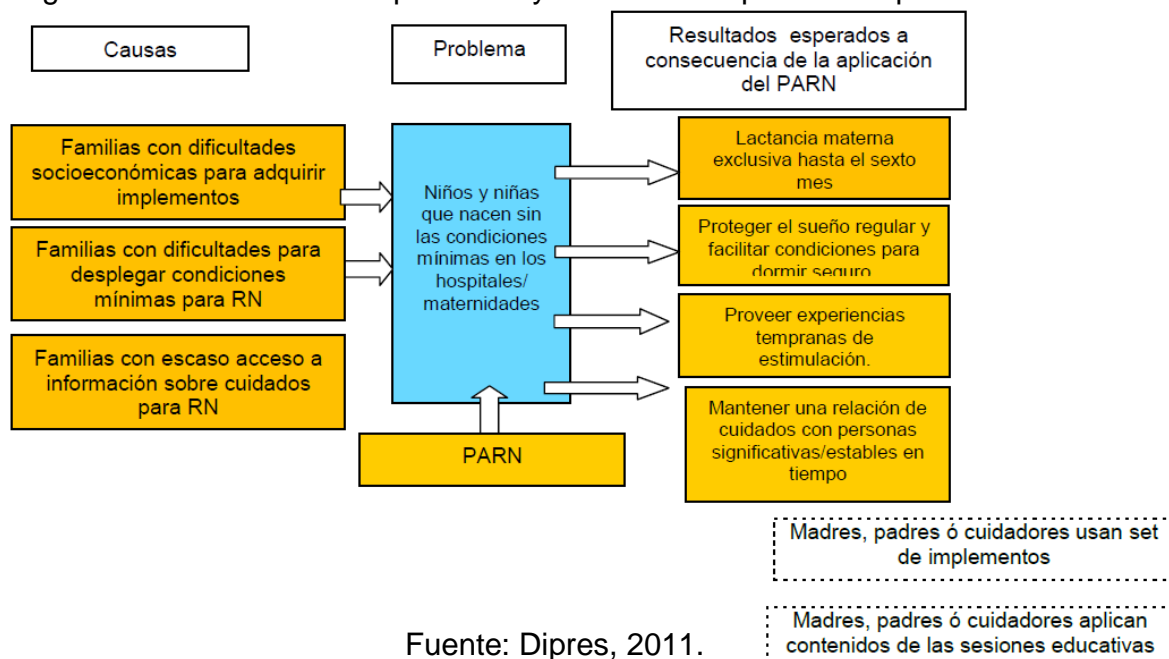 Causas
Problema
Resultados esperados a
consecuencia de la aplicación
del PARN
Familias con dificultades
socioeconómicas para adquirir
implementos
Familias con dificultades para
desplegar condiciones
mínimas para RN
Familias con escaso acceso a
información sobre cuidados
para RN
Niños y niñas
que nacen sin
las condiciones
mínimas en los
hospitales/
maternidades
PARN
Lactancia materna
exclusiva hasta el sexto
mes
Proteger el sueño regular y
facilitar condiciones para
dormir seguro
Proveer experiencias
tempranas de
estimulación.
Mantener una relación de
cuidados con personas
significativas/estables en
tiempo
Madres, padres ó cuidadores usan set
de implementos
Madres, padres ó cuidadores aplican
contenidos de las sesiones educativas
Fuente: Dipres, 2011.